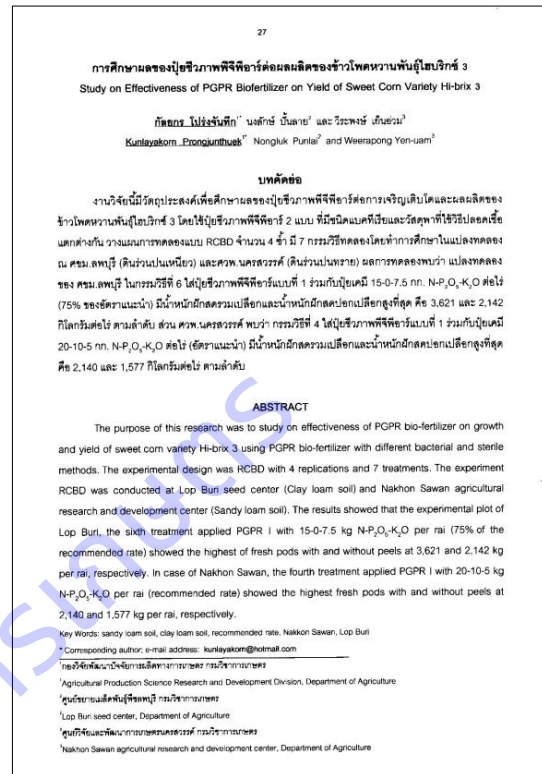 27
การศึกษาผลของปุ๋ยชีวภาพพีจีพีอาร์ต่อผลผลิตของข้าวโพดหวานพันธุ์ไฮบริกซ์ 3
Study on Effectiveness of PGPR Biofertilizer on Yield of Sweet Corn Variety Hi-brix 3
กัลยกร โปร่งจันทึก¹* นงลักษ์ ปั้นลาย² และ วีระพงษ์ เย็นอ่วม³
Kunlayakorn Prongjunthuek¹*, Nongluk Punlai² and Weerapong Yen-uam³
บทคัดย่อ
งานวิจัยนี้มีวัตถุประสงค์เพื่อศึกษาผลของปุ๋ยชีวภาพพีจีพีอาร์ต่อการเจริญเติบโตและผลผลิตของ
ข้าวโพดหวานพันธุ์ไฮบริกซ์ 3 โดยใช้ปุ๋ยชีวภาพพีจีพีอาร์ 2 แบบ ที่มีชนิดแบคทีเรียและวัสดุพาที่ใช้วิธีปลอดเชื้อ
แตกต่างกัน วางแผนการทดลองแบบ RCBD จำนวน 4 ซ้ำ มี 7 กรรมวิธีทดลองโดยทำการศึกษาในแปลงทดลอง
ณ ศขม.ลพบุรี (ดินร่วนปนเหนียว) และศวพ.นครสวรรค์ (ดินร่วนปนทราย) ผลการทดลองพบว่า แปลงทดลอง
ของ ศขม.ลพบุรี ในกรรมวิธีที่ 6 ใส่ปุ๋ยชีวภาพพีจีพีอาร์แบบที่ 1 ร่วมกับปุ๋ยเคมี 15-0-7.5 กก. N-P₂O₅-K₂O ต่อไร่
(75% ของอัตราแนะนำ) มีน้ำหนักฝักสดรวมเปลือกและน้ำหนักฝักสดปอกเปลือกสูงที่สุด คือ 3,621 และ 2,142
กิโลกรัมต่อไร่ ตามลำดับ ส่วน ศวพ.นครสวรรค์ พบว่า กรรมวิธีที่ 4 ใส่ปุ๋ยชีวภาพพีจีพีอาร์แบบที่ 1 ร่วมกับปุ๋ยเคมี
20-10-5 กก. N-P₂O₅-K₂O ต่อไร่ (อัตราแนะนำ) มีน้ำหนักฝักสดรวมเปลือกและน้ำหนักฝักสดปอกเปลือกสูงที่สุด
คือ 2,140 และ 1,577 กิโลกรัมต่อไร่ ตามลำดับ
ABSTRACT
The purpose of this research was to study on effectiveness of PGPR bio-fertilizer on growth
and yield of sweet corn variety Hi-brix 3 using PGPR bio-fertilizer with different bacterial and sterile
methods. The experimental design was RCBD with 4 replications and 7 treatments. The experiment
RCBD was conducted at Lop Buri seed center (Clay loam soil) and Nakhon Sawan agricultural
research and development center (Sandy loam soil). The results showed that the experimental plot of
Lop Buri, the sixth treatment applied PGPR I with 15-0-7.5 kg N-P₂O₅-K₂O per rai (75% of the
recommended rate) showed the highest of fresh pods with and without peels at 3,621 and 2,142 kg
per rai, respectively. In case of Nakhon Sawan, the fourth treatment applied PGPR I with 20-10-5 kg
N-P₂O₅-K₂O per rai (recommended rate) showed the highest fresh pods with and without peels at
2,140 and 1,577 kg per rai, respectively.
Key Words: sandy loam soil, clay loam soil, recommended rate, Nakkon Sawan, Lop Buri
* Corresponding author; e-mail address: kunlayakorn@hotmail.com
¹กองวิจัยพัฒนาปัจจัยการผลิตทางการเกษตร กรมวิชาการเกษตร
¹Agricultural Production Science Research and Development Division, Department of Agriculture
²ศูนย์ขยายเมล็ดพันธุ์พืชลพบุรี กรมวิชาการเกษตร
²Lop Buri seed center, Department of Agriculture
³ศูนย์วิจัยและพัฒนาการเกษตรนครสวรรค์ กรมวิชาการเกษตร
³Nakhon Sawan agricultural research and development center, Department of Agriculture